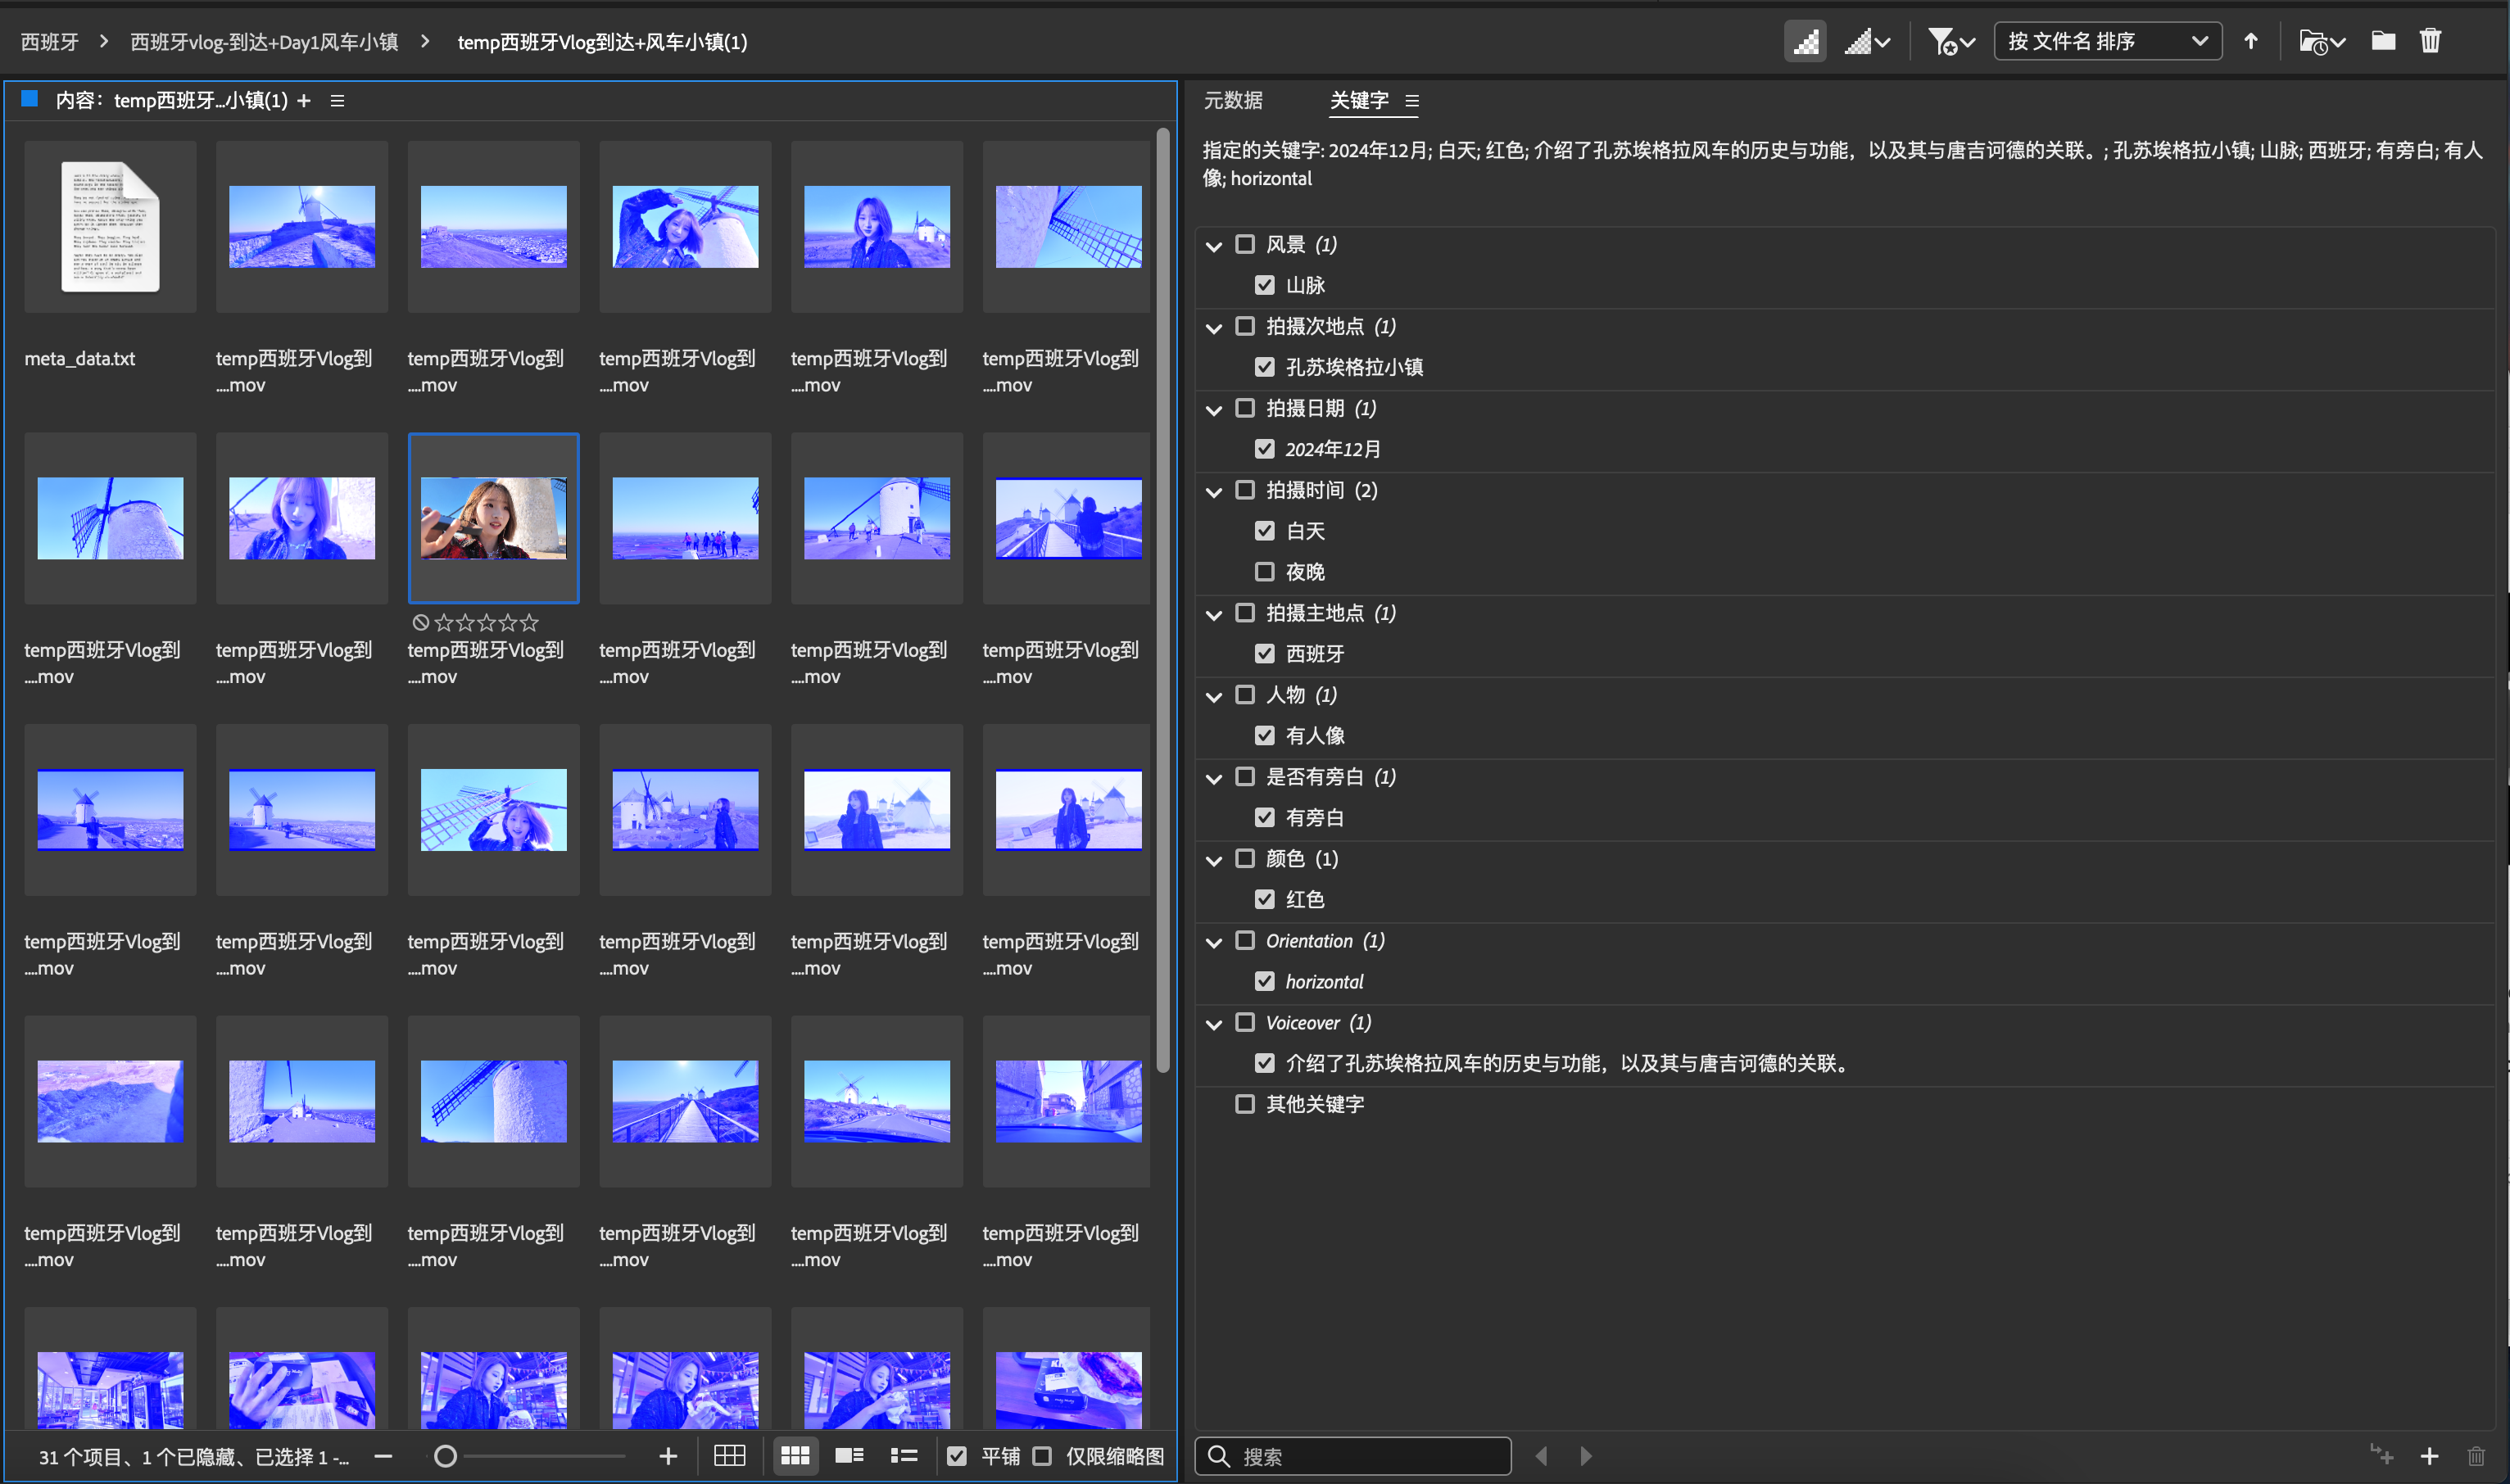 西班牙 > 西班牙vlog-到达+Day1风车小镇 > temp西班牙Vlog到达+风车小镇(1)
按 文件名 排序
内容：temp西班牙...小镇(1)
meta_data.txt
temp西班牙Vlog到
....mov
temp西班牙Vlog到
....mov
temp西班牙Vlog到
....mov
temp西班牙Vlog到
....mov
temp西班牙Vlog到
....mov
temp西班牙Vlog到
....mov
temp西班牙Vlog到
....mov
temp西班牙Vlog到
....mov
temp西班牙Vlog到
....mov
temp西班牙Vlog到
....mov
temp西班牙Vlog到
....mov
temp西班牙Vlog到
....mov
temp西班牙Vlog到
....mov
temp西班牙Vlog到
....mov
temp西班牙Vlog到
....mov
temp西班牙Vlog到
....mov
temp西班牙Vlog到
....mov
temp西班牙Vlog到
....mov
temp西班牙Vlog到
....mov
temp西班牙Vlog到
....mov
temp西班牙Vlog到
....mov
temp西班牙Vlog到
....mov
temp西班牙Vlog到
....mov
31 个项目、1 个已隐藏、已选择 1 -...
平铺
仅限缩略图
元数据
关键字
指定的关键字: 2024年12月; 白天; 红色; 介绍了孔苏埃格拉风车的历史与功能，以及其与唐吉诃德的关联。; 孔苏埃格拉小镇; 山脉; 西班牙; 有旁白; 有人
像; horizontal
风景 (1)
山脉
拍摄次地点 (1)
孔苏埃格拉小镇
拍摄日期 (1)
2024年12月
拍摄时间 (2)
白天
夜晚
拍摄主地点 (1)
西班牙
人物 (1)
有人像
是否有旁白 (1)
有旁白
颜色 (1)
红色
Orientation (1)
horizontal
Voiceover (1)
介绍了孔苏埃格拉风车的历史与功能，以及其与唐吉诃德的关联。
其他关键字
搜索